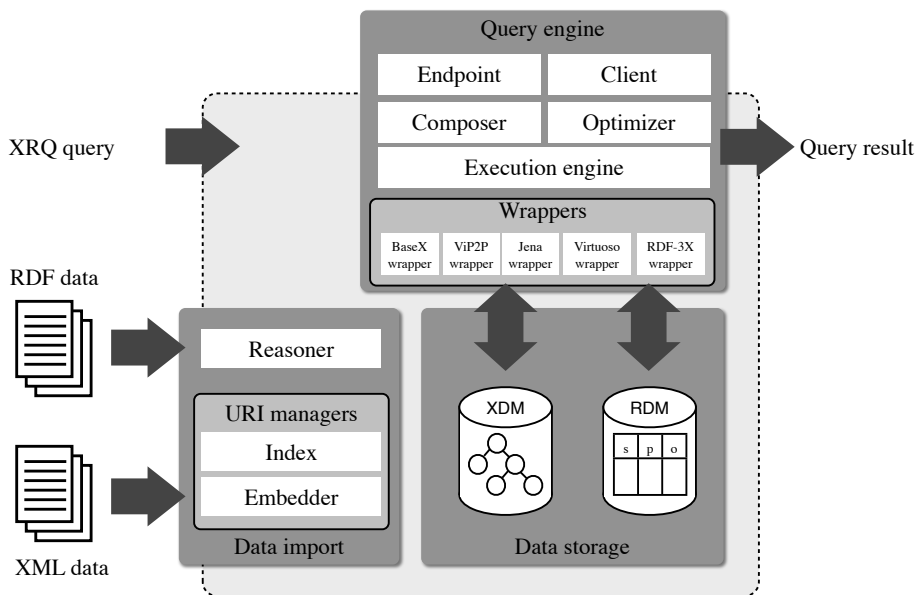 Query engine
Endpoint
Client
Composer
Optimizer
Execution engine
XRQ query
Query result
Wrappers
BaseX wrapper
ViP2P wrapper
Jena wrapper
Virtuoso wrapper
RDF-3X wrapper
RDF data
Reasoner
URI managers
Index
Embedder
Data import
XML data
XDM
RDM
s p o
Data storage